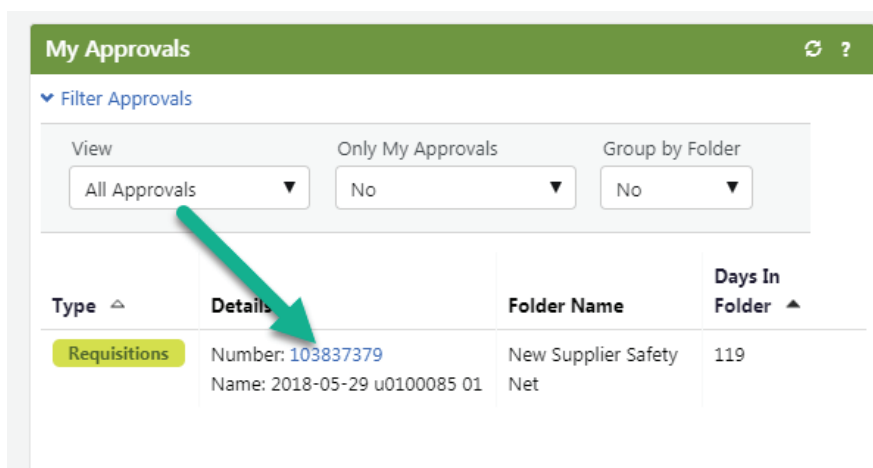 My Approvals ?
Filter Approvals
View Only My Approvals Group by Folder
All Approvals No No
Days In
Type Details Folder Name Folder
Requisitions Number: 103837379 New Supplier Safety 119
Name: 2018-05-29 u0100085 01 Net